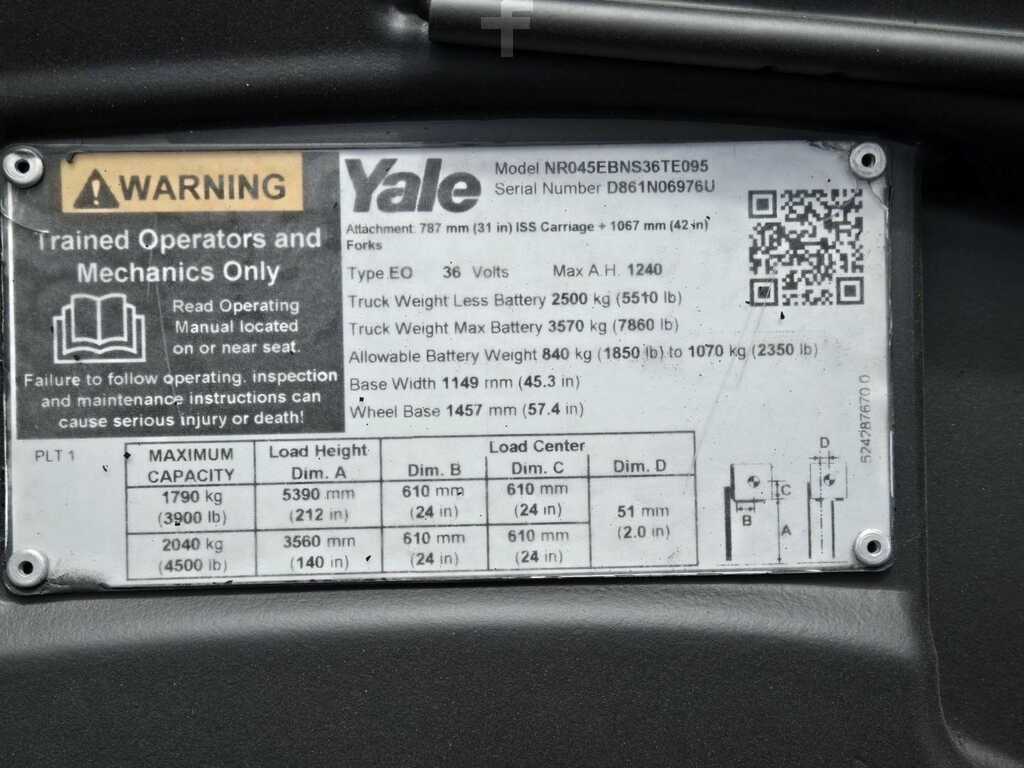 WARNING
Trained Operators and
Mechanics Only
Read Operating
Manual located
on or near seat.
Failure to follow operating, inspection
and maintenance instructions can
cause serious injury or death!
Yale
Model NR045EBNS36TE095
Serial Number D861N06976U
Attachment: 787 mm (31 in) ISS Carriage + 1067 mm (42 in)
Forks
Type EO 36 Volts Max A.H. 1240
Truck Weight Less Battery 2500 kg (5510 lb)
Truck Weight Max Battery 3570 kg (7860 lb)
Allowable Battery Weight 840 kg (1850 lb) to 1070 kg (2350 lb)
Base Width 1149 mm (45.3 in)
Wheel Base 1457 mm (57.4 in)
524287670 0
PLT 1
MAXIMUM CAPACITY
Load Height Dim. A
Load Center
Dim. B Dim. C Dim. D
1790 kg 5390 mm 610 mm 610 mm
(3900 lb) (212 in) (24 in) (24 in)
51 mm
(2.0 in)
2040 kg 3560 mm 610 mm 610 mm
(4500 lb) (140 in) (24 in) (24 in)
D
C
B
A